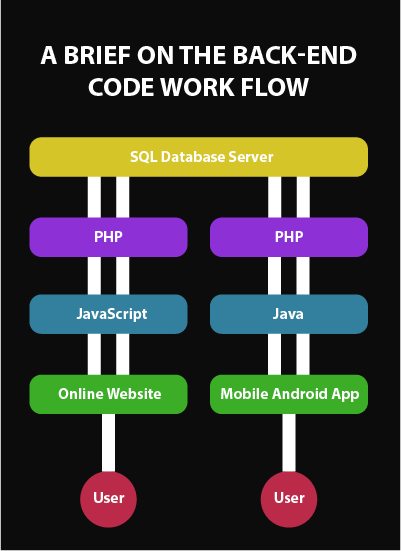 A BRIEF ON THE BACK-END
CODE WORK FLOW
SQL Database Server
PHP
PHP
JavaScript
Java
Online Website
Mobile Android App
User
User